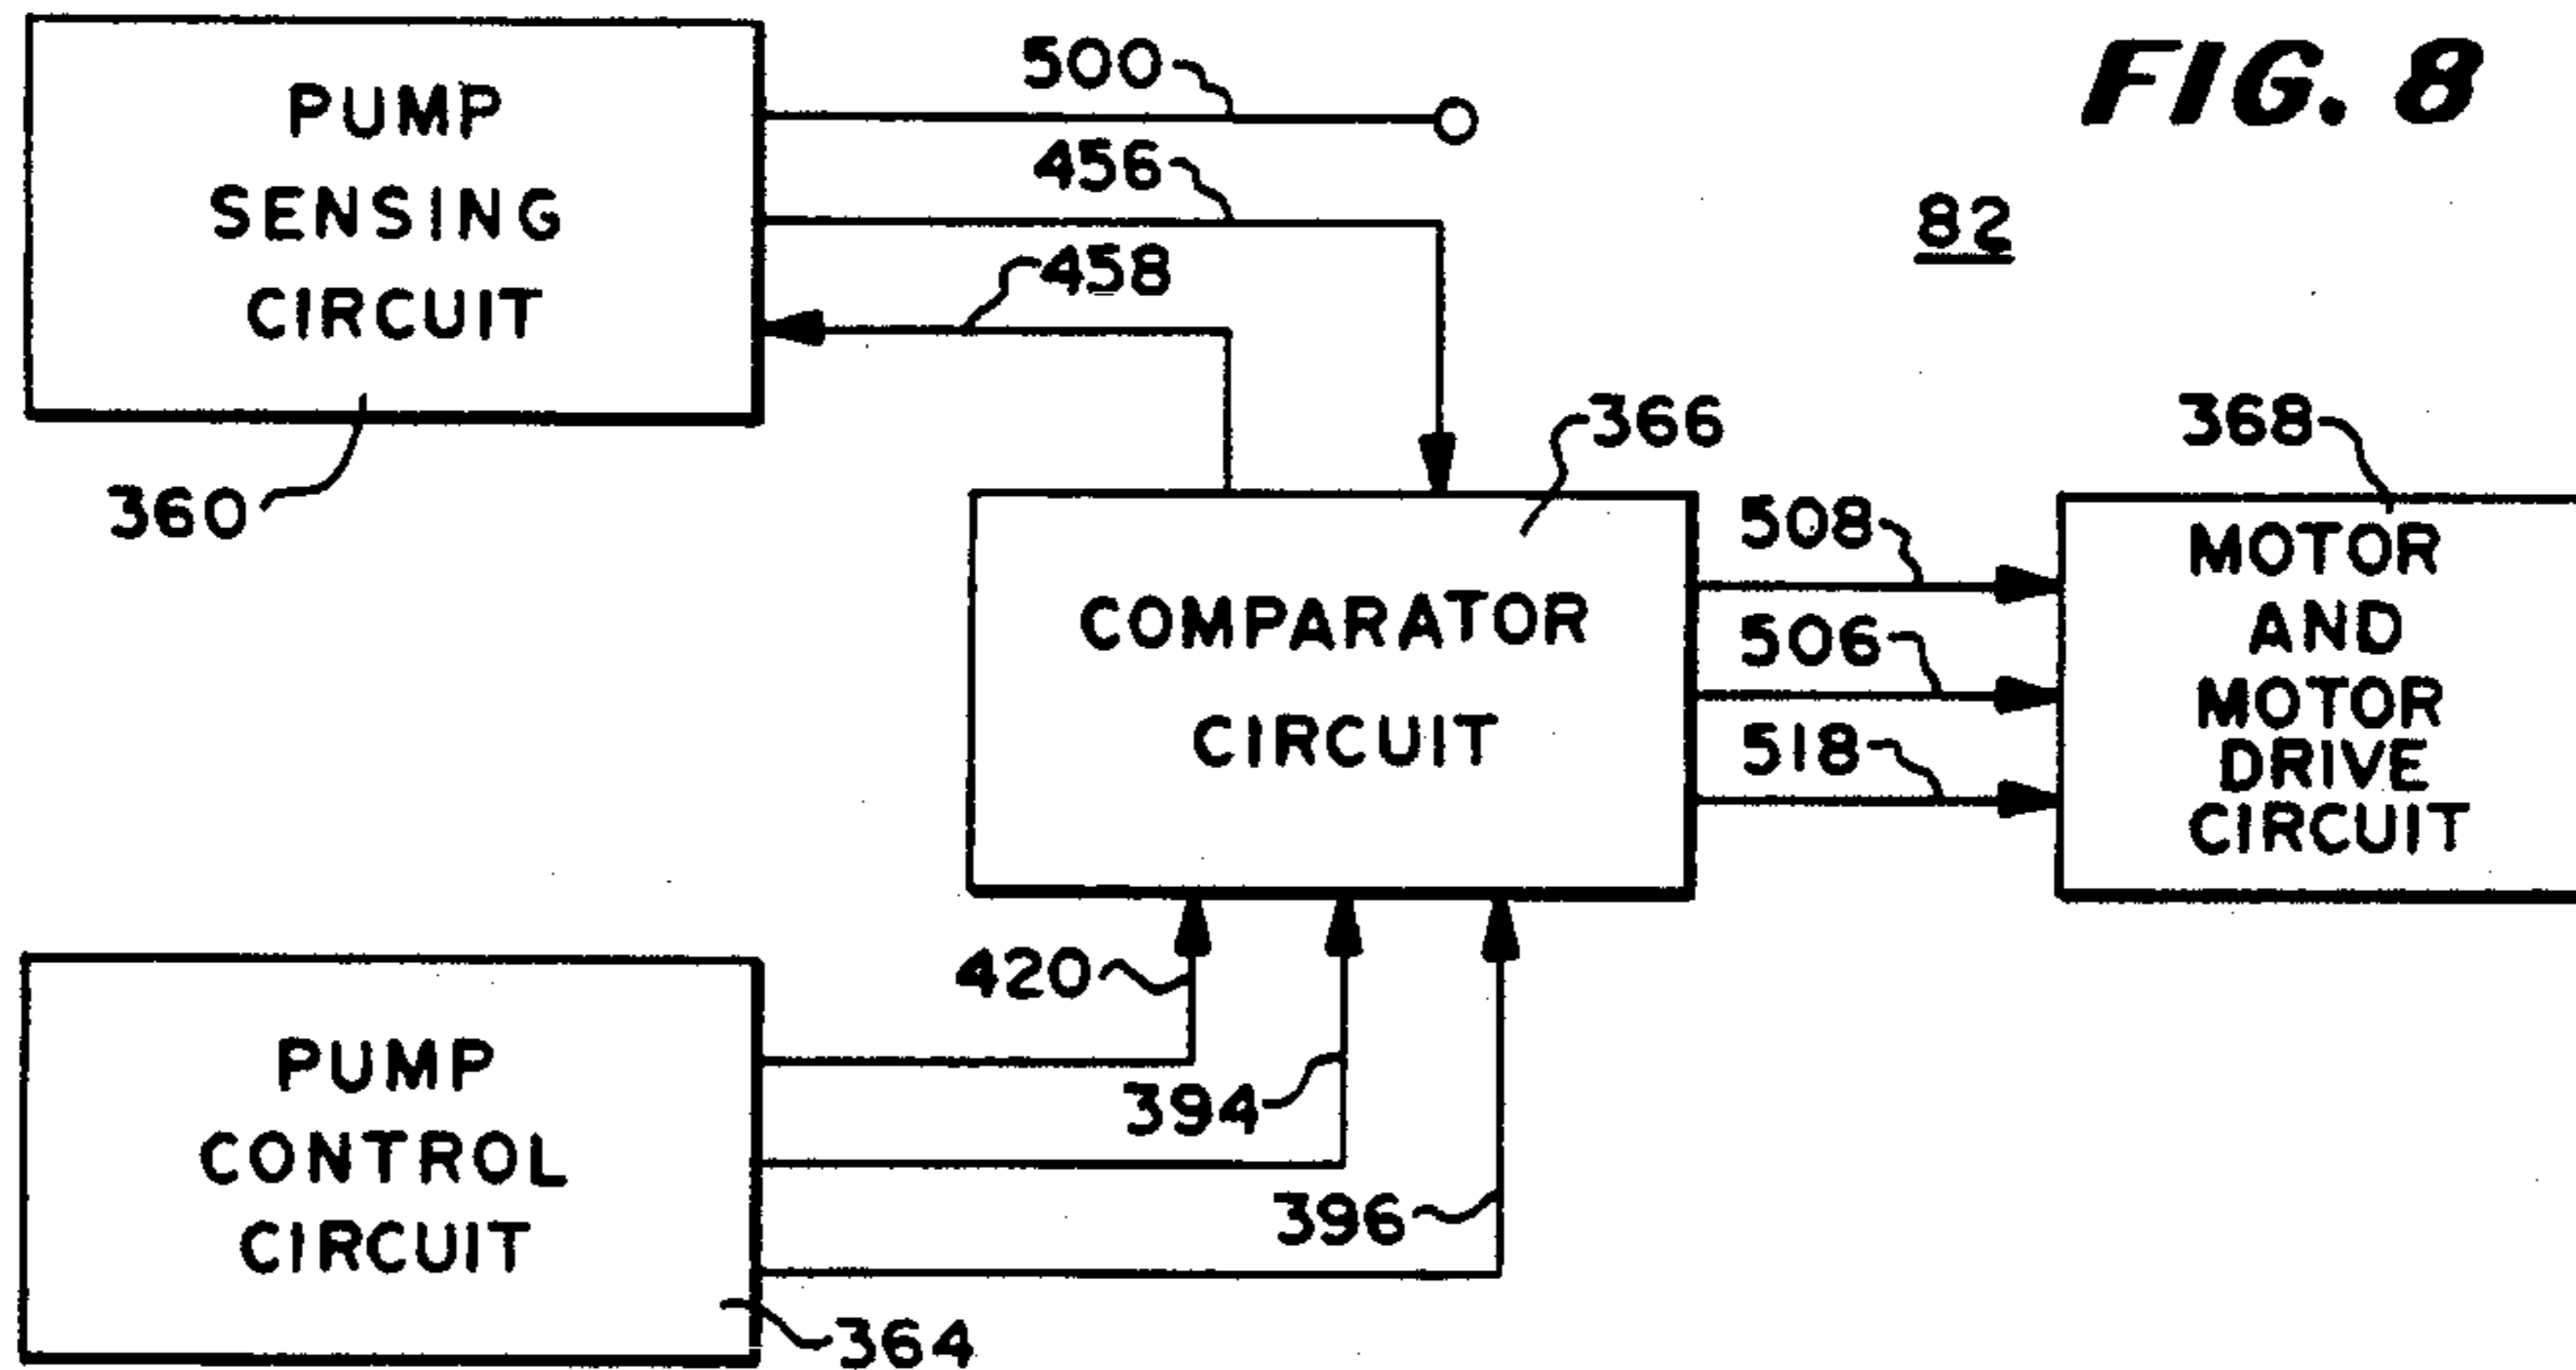 FIG. 8
82
500
456
458
PUMP
SENSING
CIRCUIT
360
366
368
COMPARATOR
CIRCUIT
508
506
518
MOTOR
AND
MOTOR
DRIVE
CIRCUIT
420
394
396
PUMP
CONTROL
CIRCUIT
364